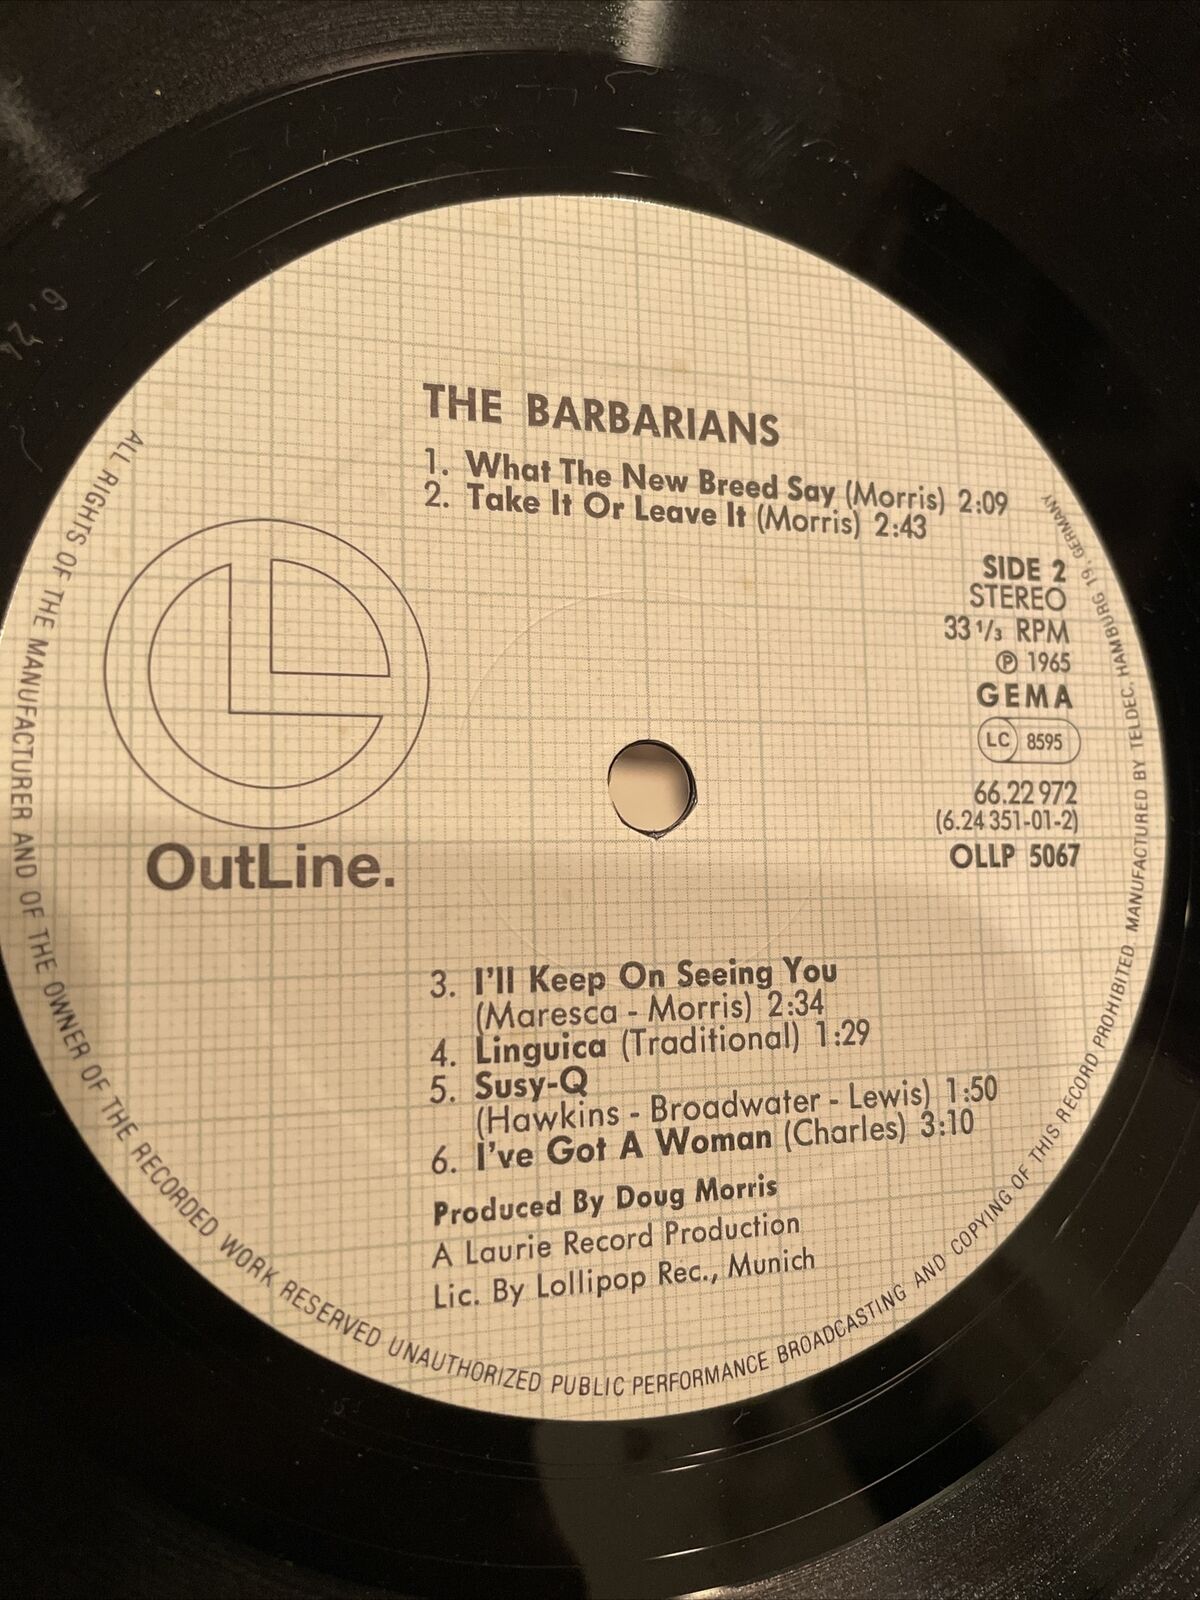 THE BARBARIANS
1. What The New Breed Say (Morris) 2:09
2. Take It Or Leave It (Morris) 2:43
SIDE 2
STEREO
33 1/3 RPM
℗ 1965
GEMA
LC 8595
66.22 972
(6.24 351-01-2)
OLLP 5067
OutLine.
3. I'll Keep On Seeing You
(Maresca - Morris) 2:34
4. Linguica (Traditional) 1:29
5. Susy-Q
(Hawkins - Broadwater - Lewis) 1:50
6. I've Got A Woman (Charles) 3:10
Produced By Doug Morris
A Laurie Record Production
Lic. By Lollipop Rec., Munich
ALL RIGHTS OF THE MANUFACTURER AND OF THE OWNER OF THE RECORDED WORK RESERVED UNAUTHORIZED PUBLIC PERFORMANCE BROADCASTING AND COPYING OF THIS RECORD PROHIBITED. MANUFACTURED BY TELDEC, HAMBURG 19, GERMANY